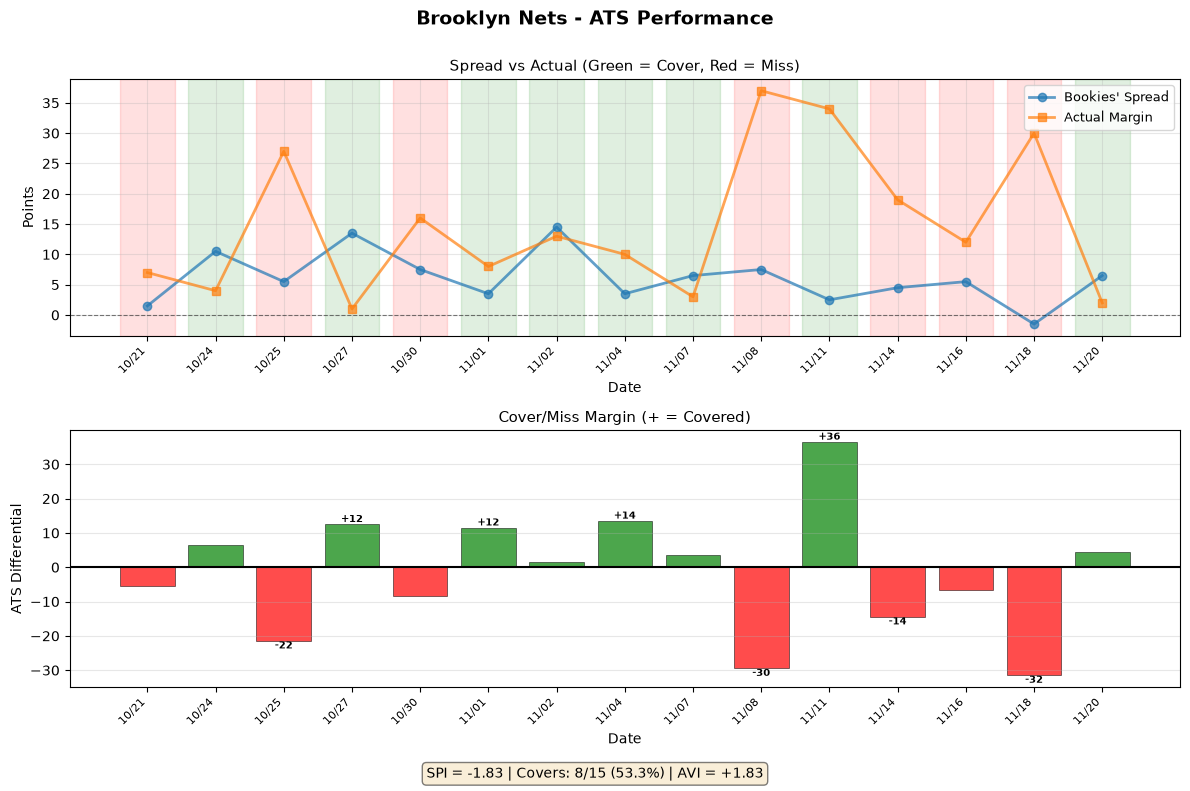 Brooklyn Nets - ATS Performance
Spread vs Actual (Green = Cover, Red = Miss)
Points
35
30
25
20
15
10
5
0
Bookies' Spread
Actual Margin
10/21 10/24 10/25 10/27 10/30 11/01 11/02 11/04 11/07 11/08 11/11 11/14 11/16 11/18 11/20
Date
Cover/Miss Margin (+ = Covered)
ATS Differential
30
20
10
0
−10
−20
−30
-22 +12 +12 +14 -30 +36 -14 -32
10/21 10/24 10/25 10/27 10/30 11/01 11/02 11/04 11/07 11/08 11/11 11/14 11/16 11/18 11/20
Date
SPI = -1.83 | Covers: 8/15 (53.3%) | AVI = +1.83